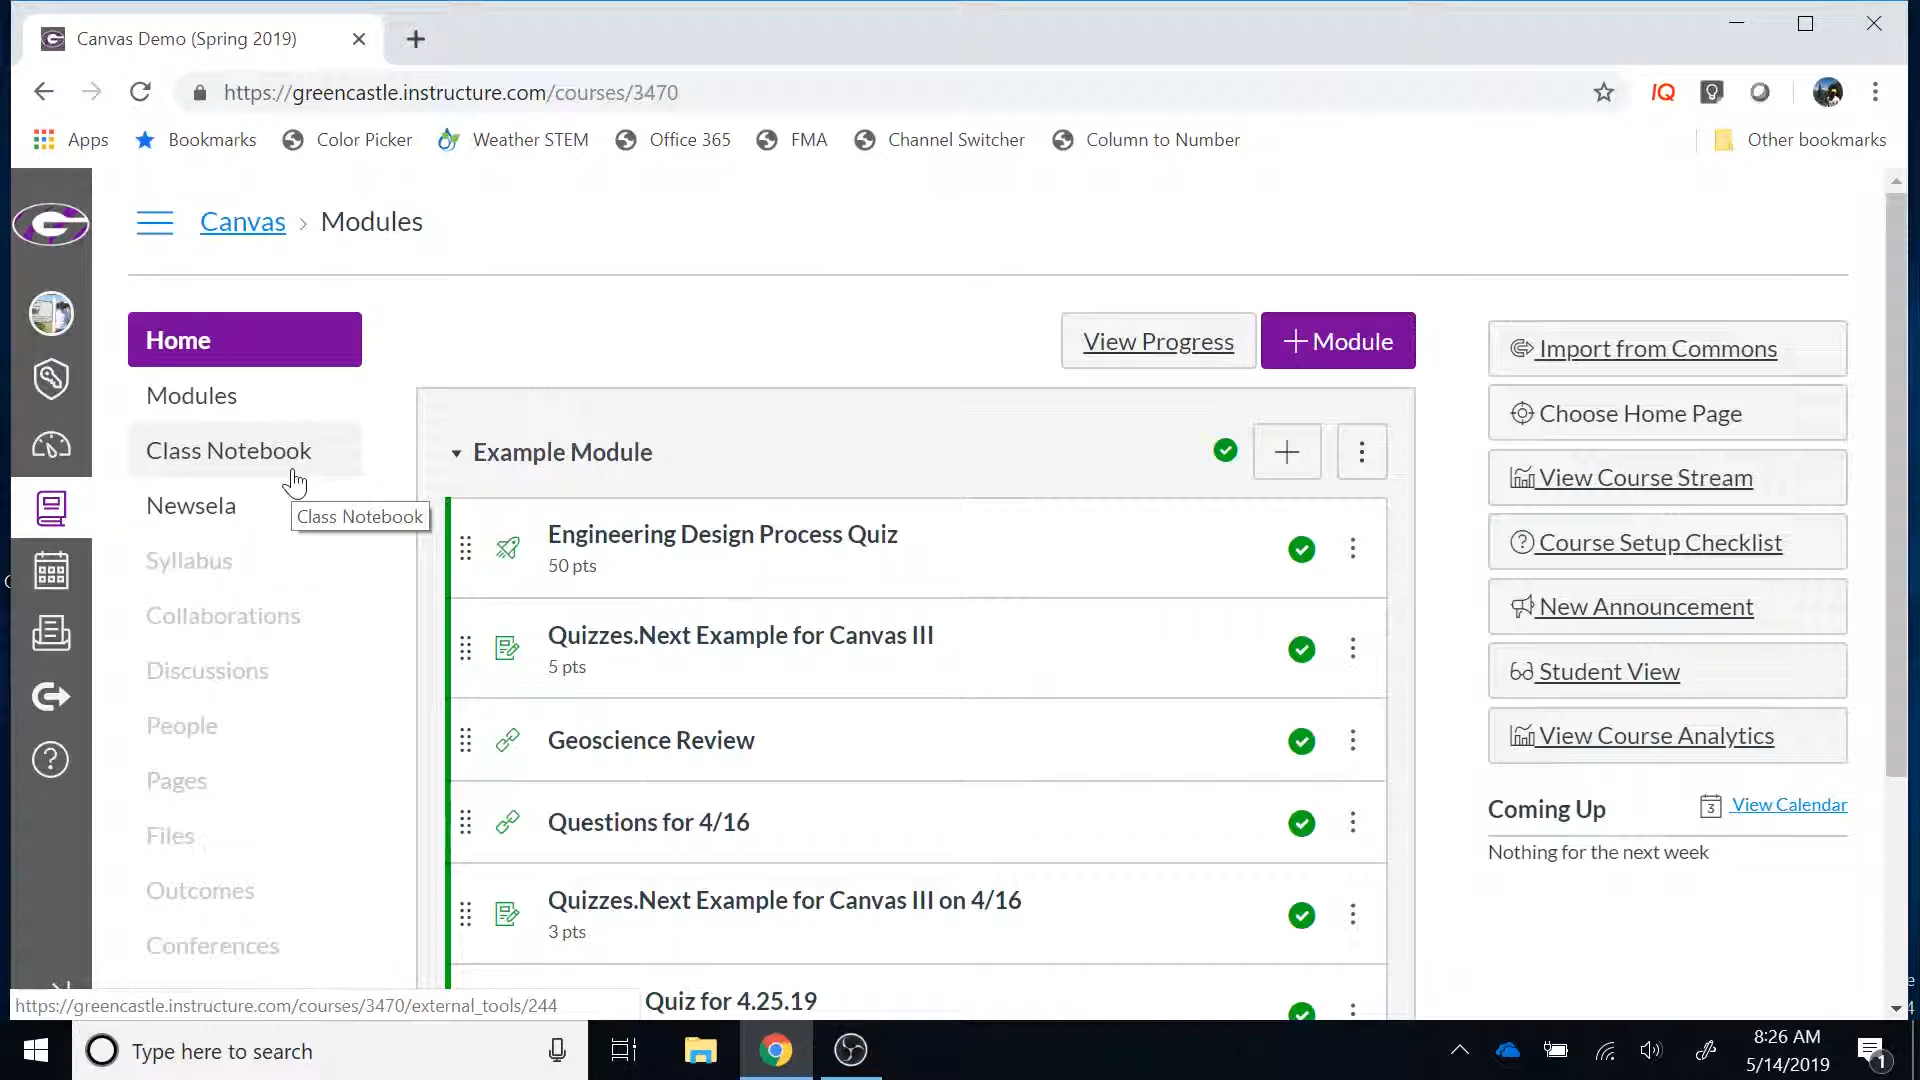 Canvas Demo (Spring 2019)
https://greencastle.instructure.com/courses/3470
IQ
Apps
Bookmarks
Color Picker
Weather STEM
Office 365
FMA
Channel Switcher
Column to Number
Other bookmarks
G
Canvas › Modules
Home
Modules
Class Notebook
Newsela
Class Notebook
Syllabus
Collaborations
Discussions
People
Pages
Files
Outcomes
Conferences
View Progress
+ Module
Example Module
Engineering Design Process Quiz
50 pts
Quizzes.Next Example for Canvas III
5 pts
Geoscience Review
Questions for 4/16
Quizzes.Next Example for Canvas III on 4/16
3 pts
Quiz for 4.25.19
Import from Commons
Choose Home Page
View Course Stream
Course Setup Checklist
New Announcement
Student View
View Course Analytics
Coming Up
3
View Calendar
Nothing for the next week
https://greencastle.instructure.com/courses/3470/external_tools/244
Type here to search
8:26 AM
5/14/2019
1